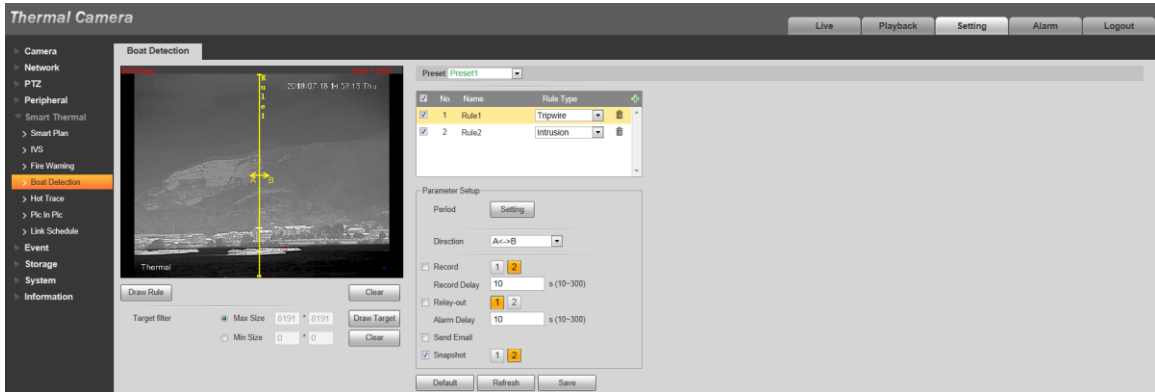 Thermal Camera
Live Playback Setting Alarm Logout
Camera
Network
PTZ
Peripheral
Smart Thermal
Smart Plan
IVS
Fire Warning
Boat Detection
Hot Trace
Pic In Pic
Link Schedule
Event
Storage
System
Information
Boat Detection
Rule1
2019-07-18 14:57:13 Thu
A B
Thermal
Draw Rule Clear
Target filter Max Size 8191 * 8191 Draw Target
Min Size 0 * 0 Clear
Preset Preset1
No. Name Rule Type
1 Rule1 Tripwire
2 Rule2 Intrusion
Parameter Setup
Period Setting
Direction A<->B
Record 1 2
Record Delay 10 s (10~300)
Relay-out 1 2
Alarm Delay 10 s (10~300)
Send Email
Snapshot 1 2
Default Refresh Save